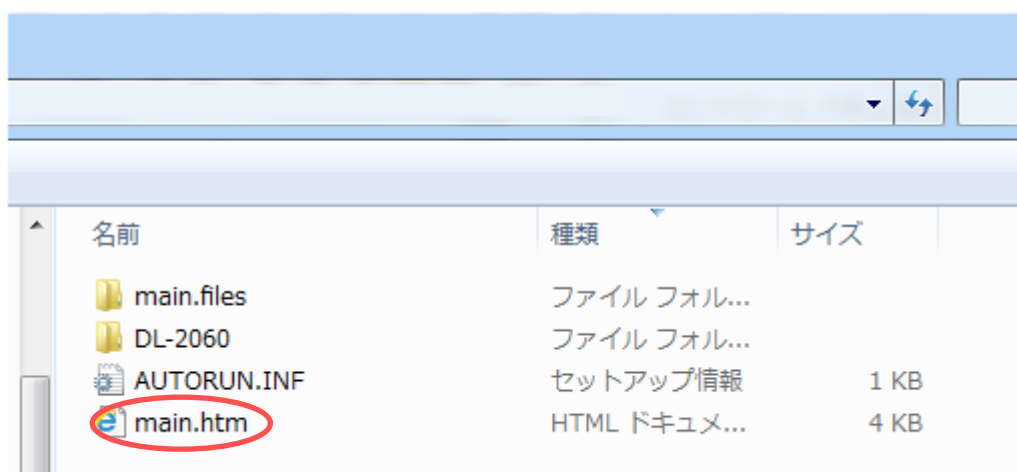 名前 種類 サイズ
main.files ファイル フォル...
DL-2060 ファイル フォル...
AUTORUN.INF セットアップ情報 1 KB
main.htm HTML ドキュメ... 4 KB